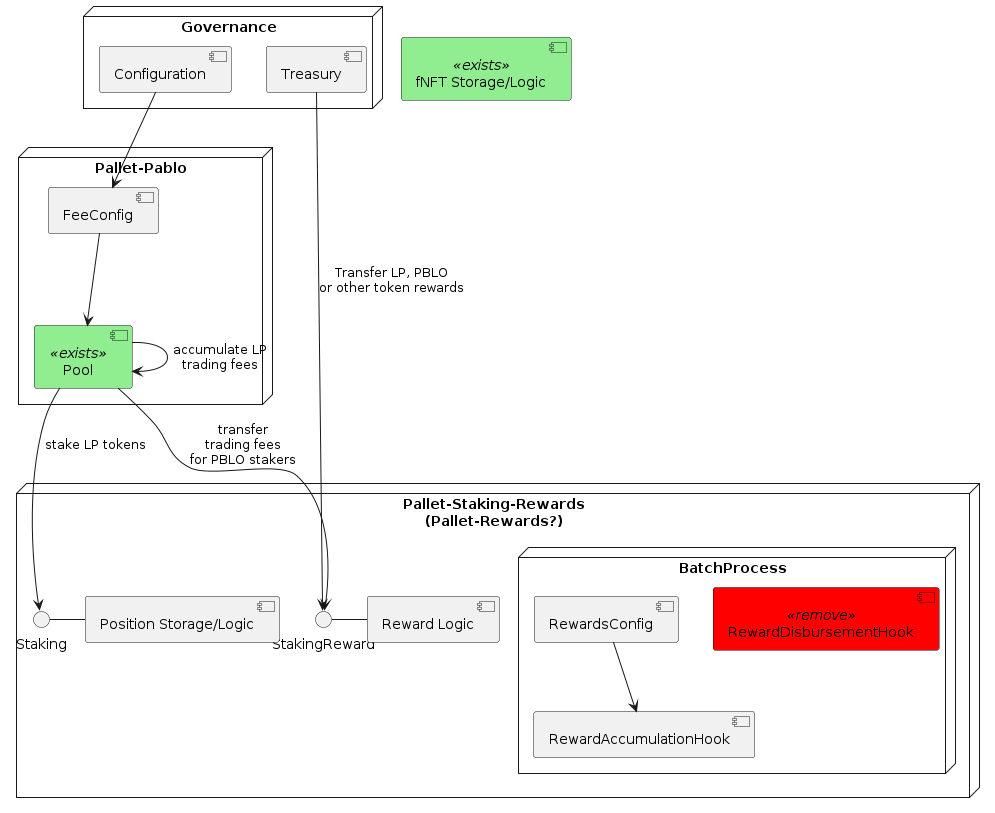 Governance
Configuration
Treasury
«exists»
fNFT Storage/Logic
Pallet-Pablo
FeeConfig
Transfer LP, PBLO
or other token rewards
«exists»
Pool
accumulate LP
trading fees
stake LP tokens
transfer
trading fees
for PBLO stakers
Pallet-Staking-Rewards
(Pallet-Rewards?)
BatchProcess
Staking
Position Storage/Logic
StakingReward
Reward Logic
RewardsConfig
«remove»
RewardDisbursementHook
RewardAccumulationHook